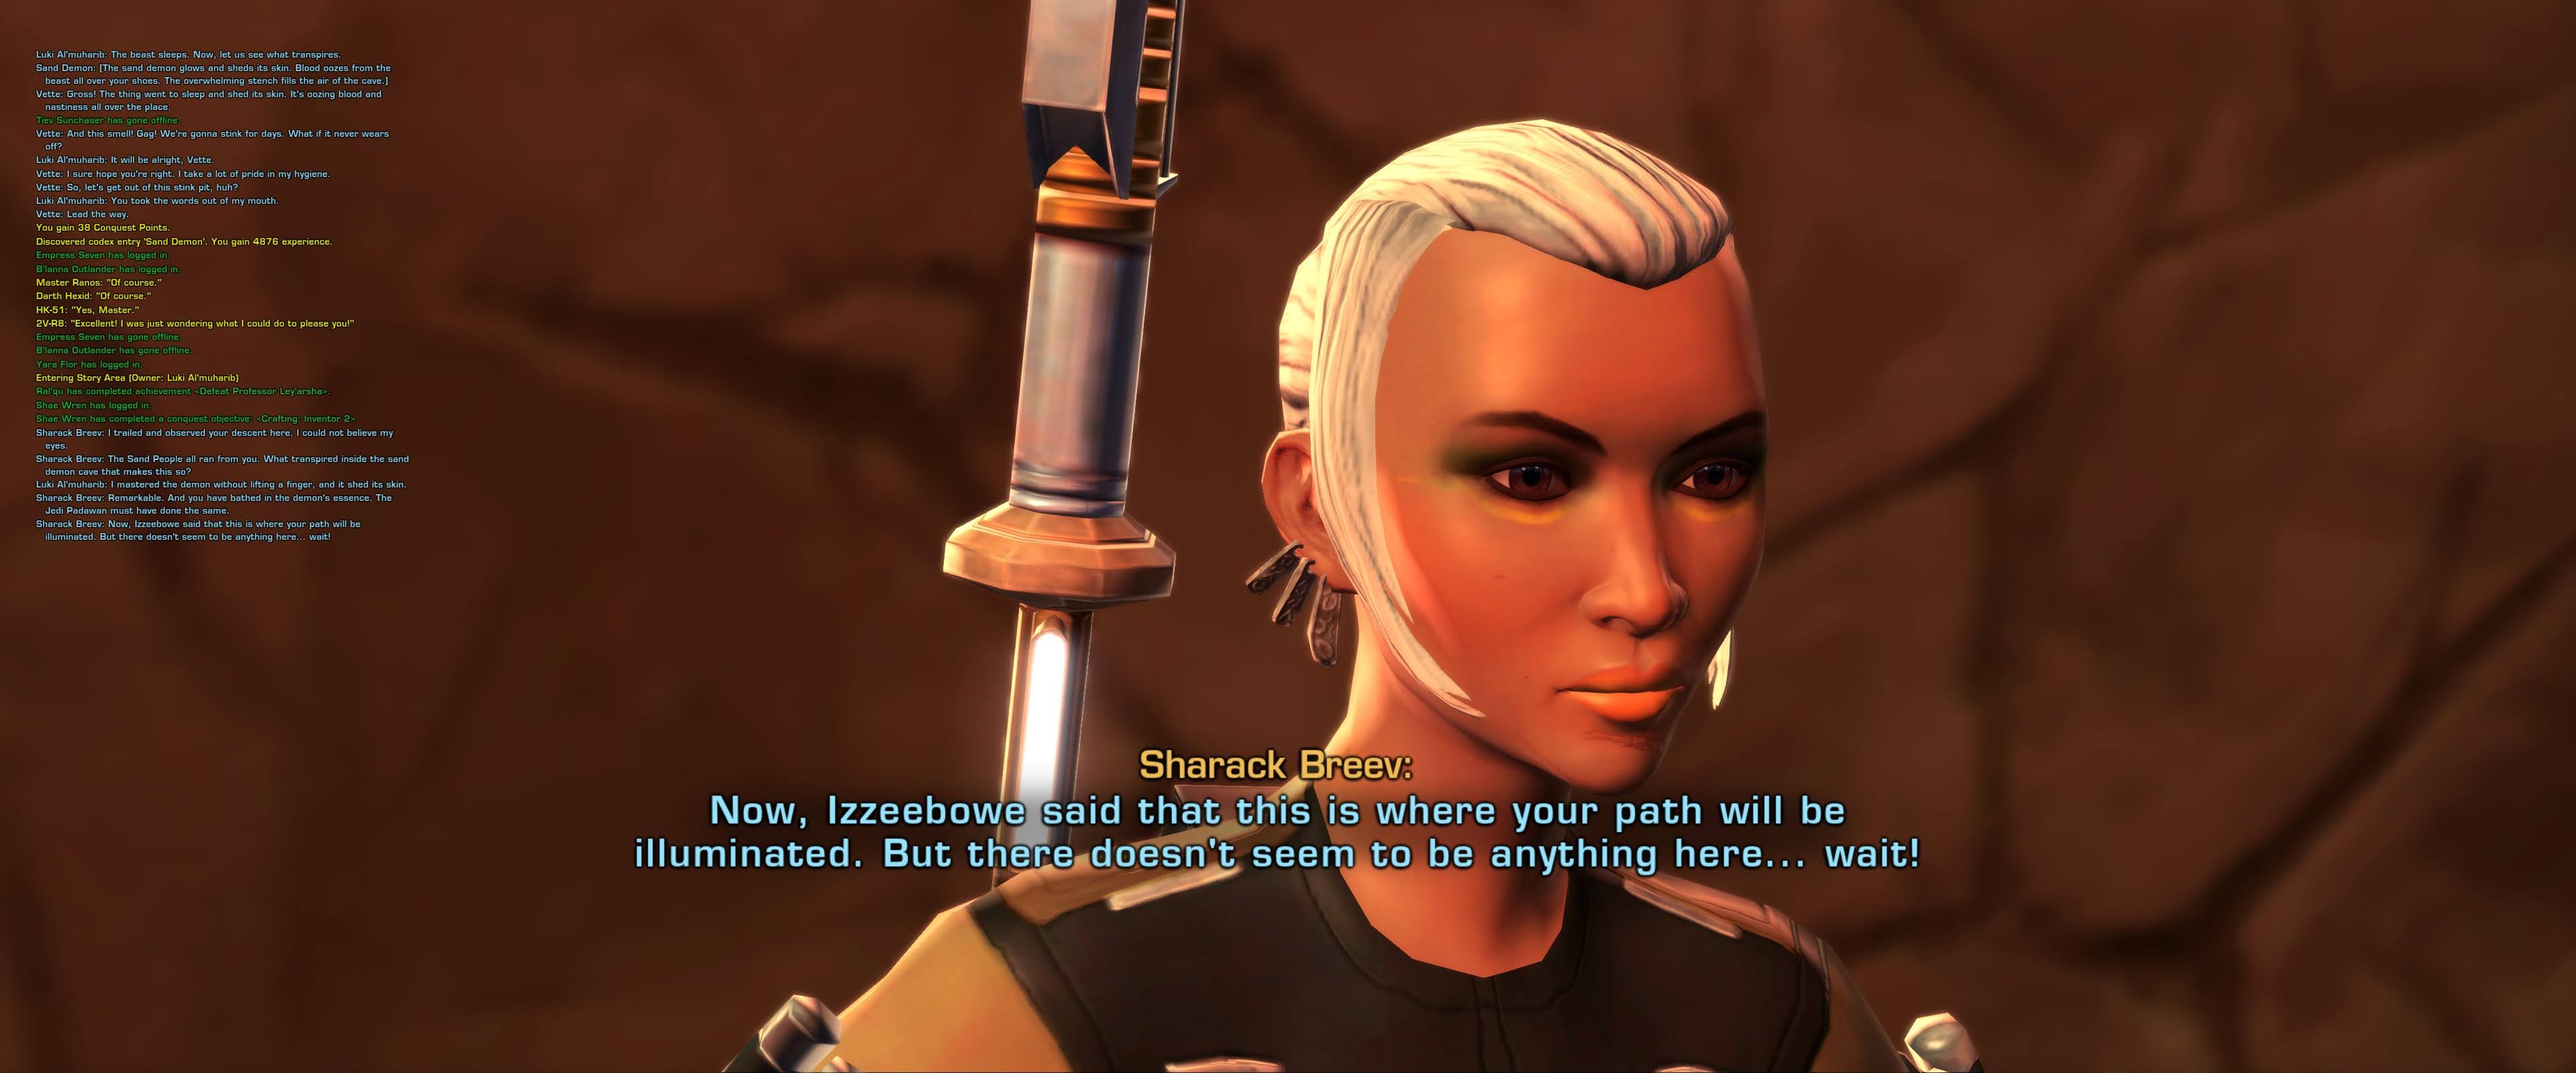 Luki Al'muharib: The beast sleeps. Now, let us see what transpires.
Sand Demon: [The sand demon glows and sheds its skin. Blood oozes from the
beast all over your shoes. The overwhelming stench fills the air of the cave.]
Vette: Gross! The thing went to sleep and shed its skin. It's oozing blood and
nastiness all over the place.
Tiev Sunchaser has gone offline.
Vette: And this smell! Gag! We're gonna stink for days. What if it never wears
off?
Luki Al'muharib: It will be alright, Vette.
Vette: I sure hope you're right. I take a lot of pride in my hygiene.
Vette: So, let's get out of this stink pit, huh?
Luki Al'muharib: You took the words out of my mouth.
Vette: Lead the way.
You gain 38 Conquest Points.
Discovered codex entry 'Sand Demon'. You gain 4876 experience.
Empress Seven has logged in.
B'lanna Outlander has logged in.
Master Ranos: "Of course."
Darth Hexid: "Of course."
HK-51: "Yes, Master."
2V-R8: "Excellent! I was just wondering what I could do to please you!"
Empress Seven has gone offline.
B'lanna Outlander has gone offline.
Yara Flor has logged in.
Entering Story Area (Owner: Luki Al'muharib)
Ral'qu has completed achievement <Defeat Professor Ley'arsha>.
Shae Wren has logged in.
Shae Wren has completed a conquest objective: <Crafting: Inventor 2>
Sharack Breev: I trailed and observed your descent here. I could not believe my
eyes.
Sharack Breev: The Sand People all ran from you. What transpired inside the sand
demon cave that makes this so?
Luki Al'muharib: I mastered the demon without lifting a finger, and it shed its skin.
Sharack Breev: Remarkable. And you have bathed in the demon's essence. The
Jedi Padawan must have done the same.
Sharack Breev: Now, Izzeebowe said that this is where your path will be
illuminated. But there doesn't seem to be anything here... wait!
Sharack Breev:
Now, Izzeebowe said that this is where your path will be
illuminated. But there doesn't seem to be anything here... wait!